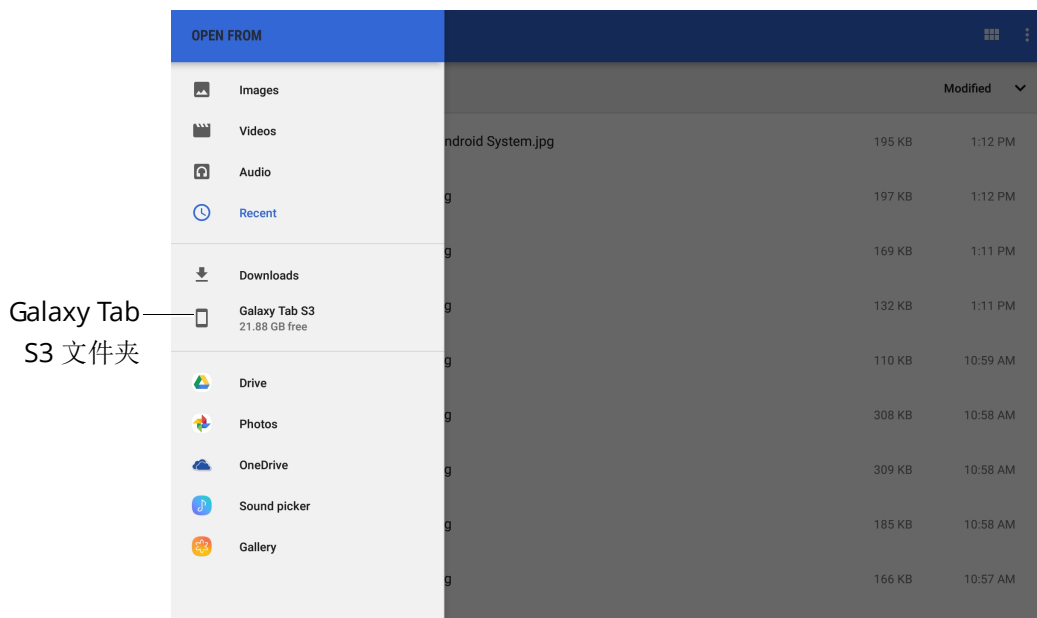 OPEN FROM
Images
Videos
Audio
Recent
Downloads
Galaxy Tab S3
21.88 GB free
Drive
Photos
OneDrive
Sound picker
Gallery
Galaxy Tab
S3 文件夹
Modified
ndroid System.jpg 195 KB 1:12 PM
g 197 KB 1:12 PM
g 169 KB 1:11 PM
g 132 KB 1:11 PM
g 110 KB 10:59 AM
g 308 KB 10:58 AM
g 309 KB 10:58 AM
g 185 KB 10:58 AM
g 166 KB 10:57 AM